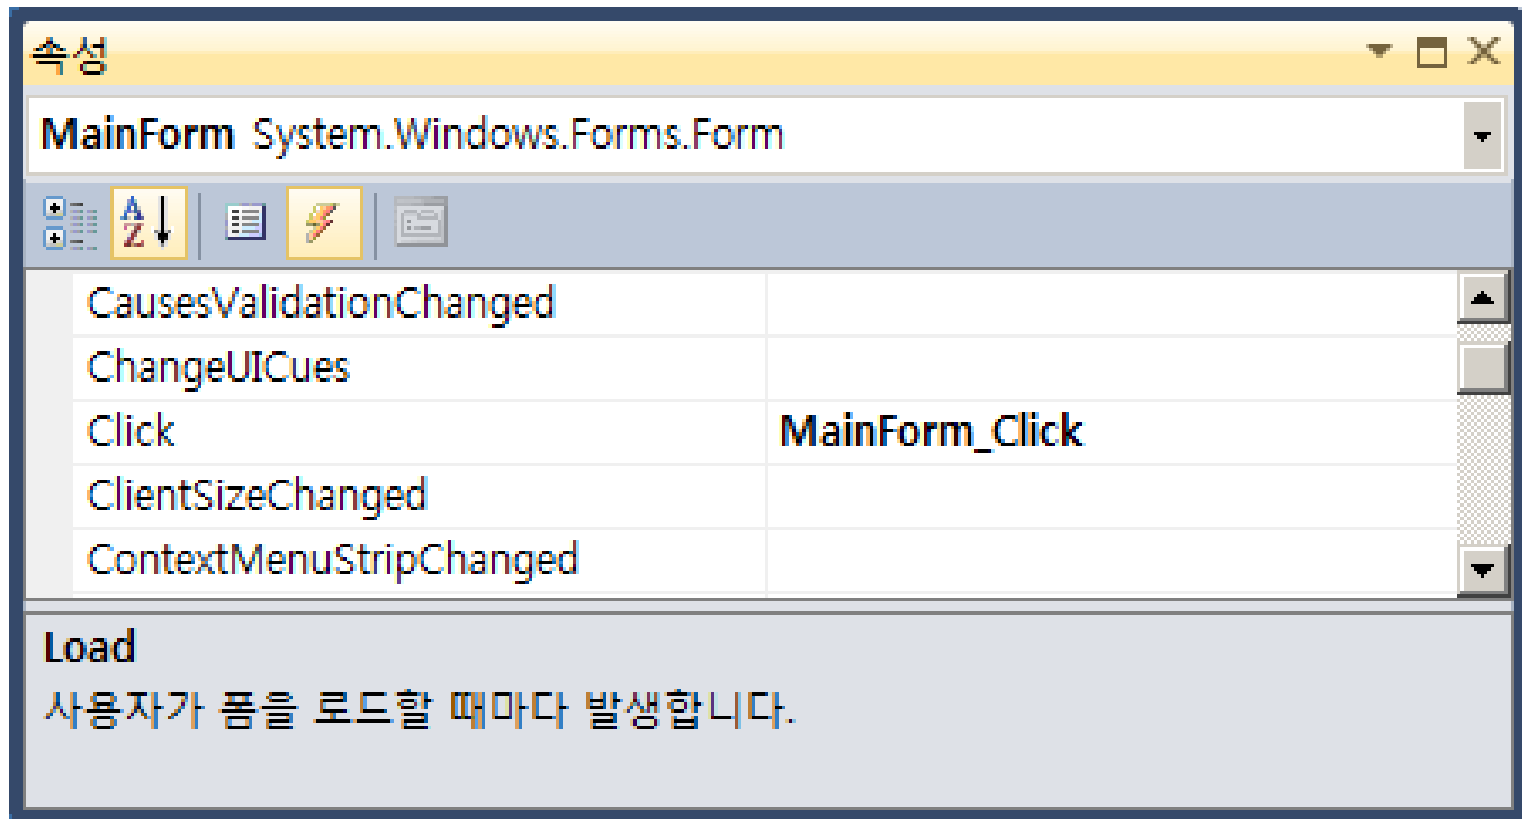 속성
MainForm System.Windows.Forms.Form
CausesValidationChanged
ChangeUICues
Click MainForm_Click
ClientSizeChanged
ContextMenuStripChanged
Load
사용자가 폼을 로드할 때마다 발생합니다.